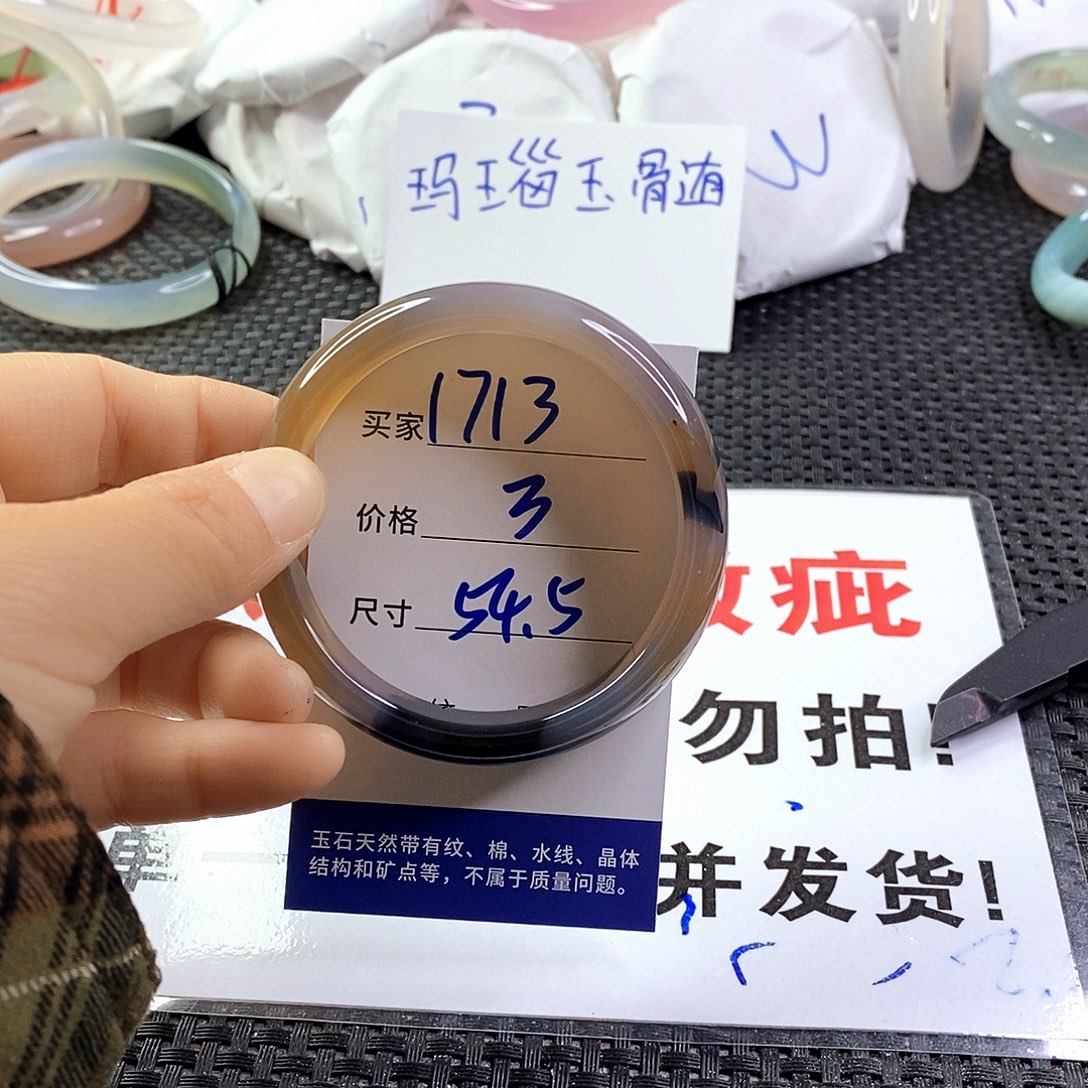 玛瑙玉骨髓
买家 1713
价格 3
尺寸 54.5
疵
勿拍!
并发货!
玉石天然带有纹、棉、水线、晶体
结构和矿点等，不属于质量问题。